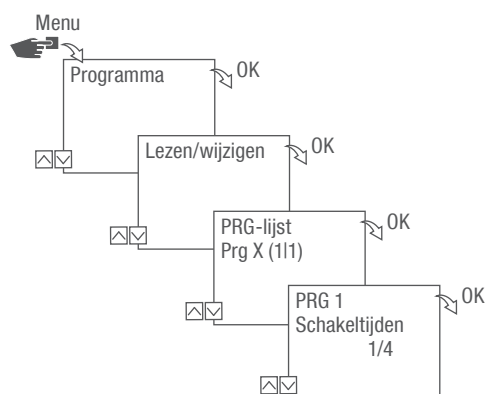 Menu
Programma
OK
Lezen/wijzigen
OK
PRG-lijst
Prg X (1|1)
OK
PRG 1
Schakeltijden
1/4
OK